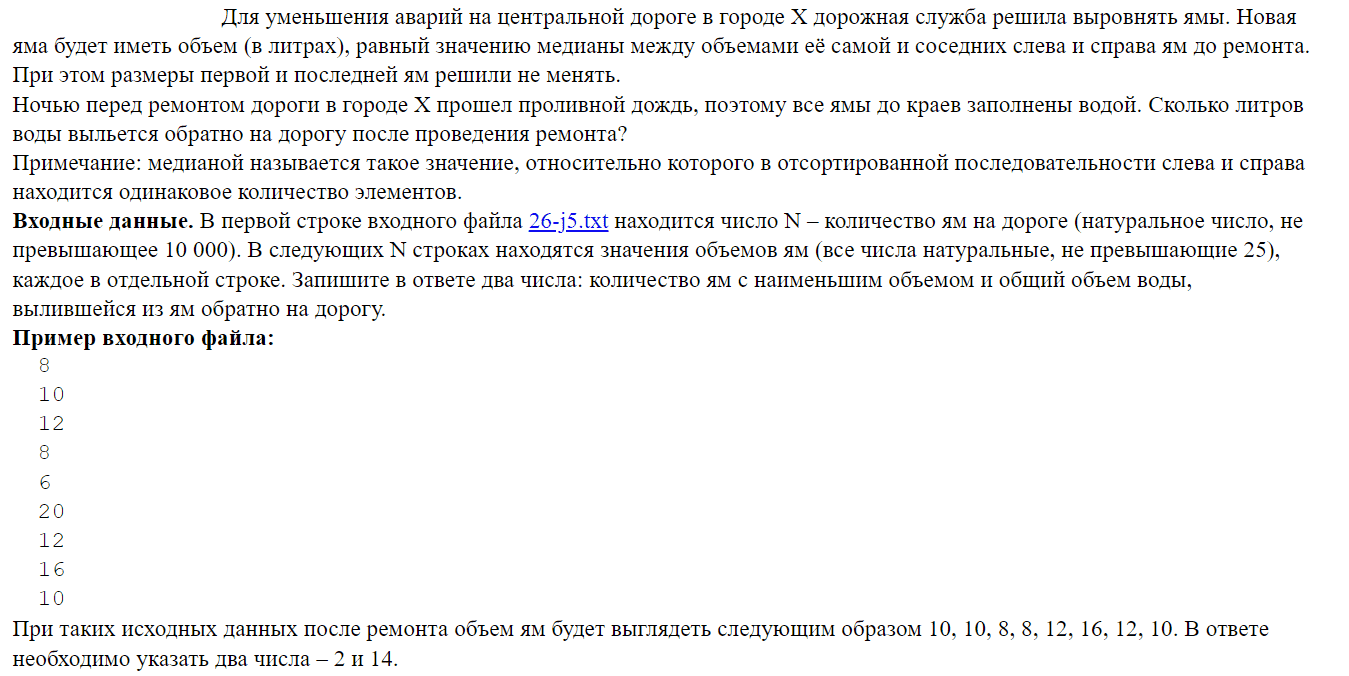 Для уменьшения аварий на центральной дороге в городе X дорожная служба решила выровнять ямы. Новая
яма будет иметь объем (в литрах), равный значению медианы между объемами её самой и соседних слева и справа ям до ремонта.
При этом размеры первой и последней ям решили не менять.
Ночью перед ремонтом дороги в городе X прошел проливной дождь, поэтому все ямы до краев заполнены водой. Сколько литров
воды выльется обратно на дорогу после проведения ремонта?
Примечание: медианой называется такое значение, относительно которого в отсортированной последовательности слева и справа
находится одинаковое количество элементов.
Входные данные. В первой строке входного файла 26-j5.txt находится число N – количество ям на дороге (натуральное число, не
превышающее 10 000). В следующих N строках находятся значения объемов ям (все числа натуральные, не превышающие 25),
каждое в отдельной строке. Запишите в ответе два числа: количество ям с наименьшим объемом и общий объем воды,
вылившейся из ям обратно на дорогу.
Пример входного файла:
8
10
12
8
6
20
12
16
10
При таких исходных данных после ремонта объем ям будет выглядеть следующим образом 10, 10, 8, 8, 12, 16, 12, 10. В ответе
необходимо указать два числа – 2 и 14.